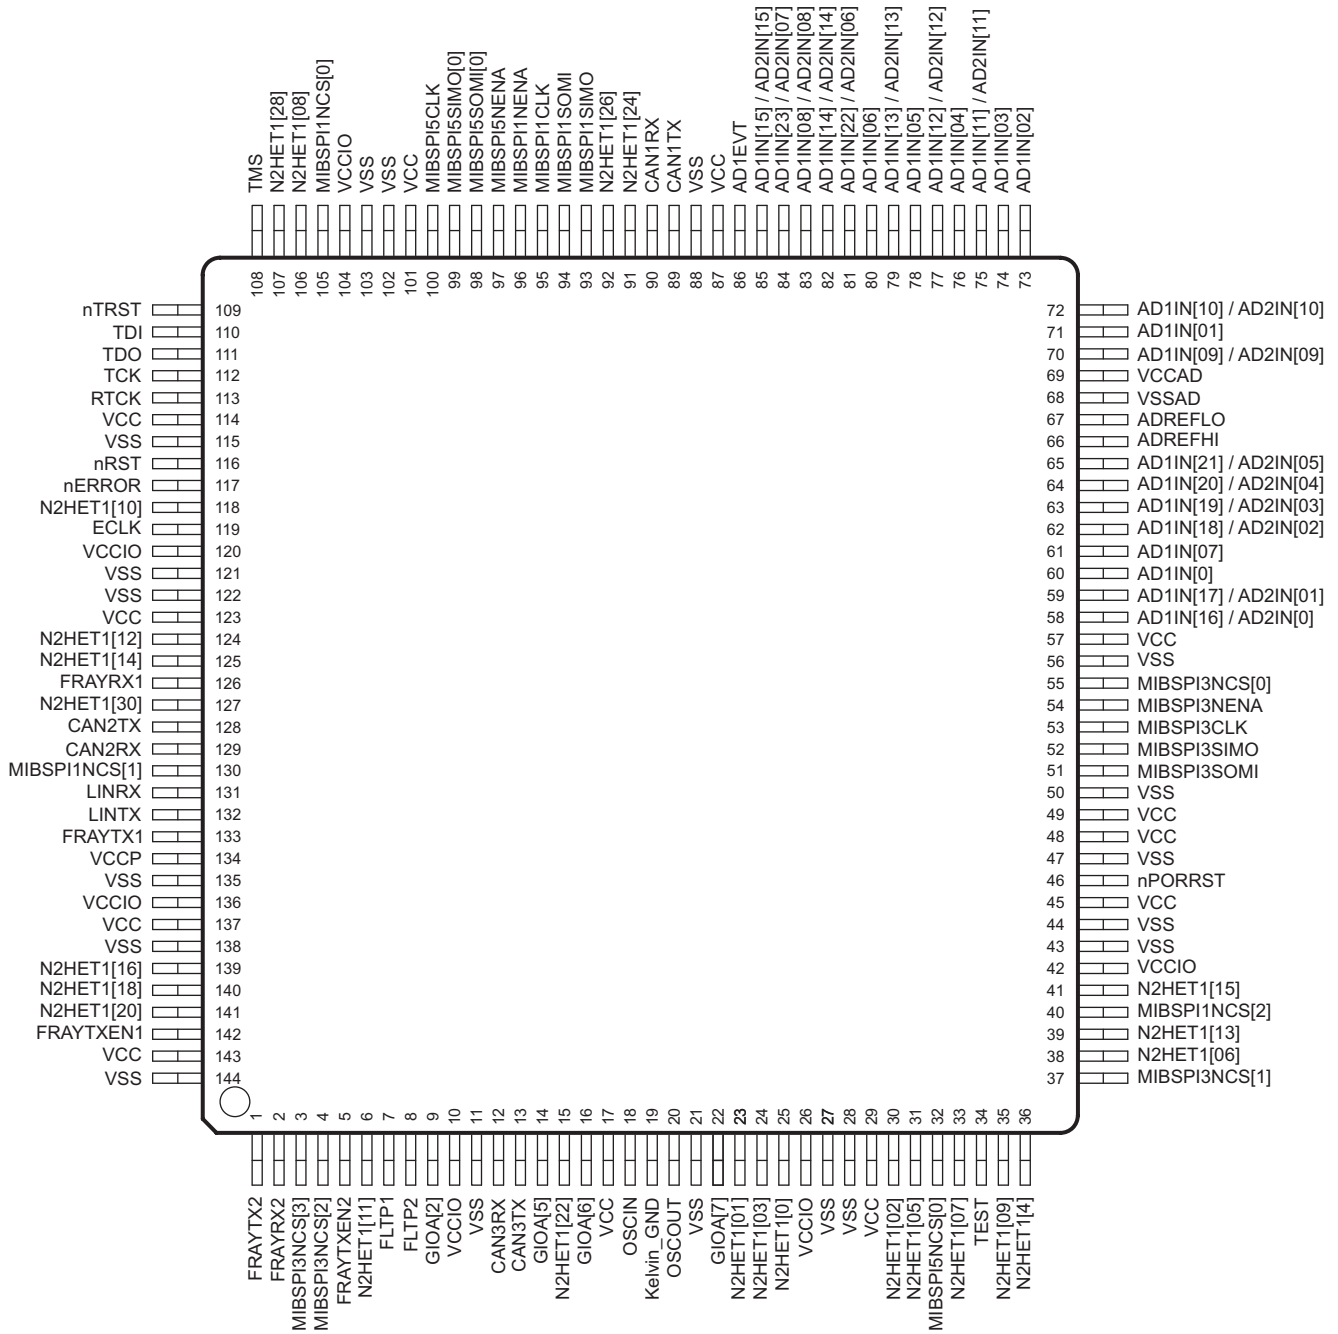 TMS
N2HET1[28]
N2HET1[08]
MIBSPI1NCS[0]
VCCIO
VSS
VSS
VCC
MIBSPI5CLK
MIBSPI5SIMO[0]
MIBSPI5SOMI[0]
MIBSPI5NENA
MIBSPI1NENA
MIBSPI1CLK
MIBSPI1SOMI
MIBSPI1SIMO
N2HET1[26]
N2HET1[24]
CAN1RX
CAN1TX
VSS
VCC
AD1EVT
AD1IN[15] / AD2IN[15]
AD1IN[23] / AD2IN[07]
AD1IN[08] / AD2IN[08]
AD1IN[14] / AD2IN[14]
AD1IN[22] / AD2IN[06]
AD1IN[06]
AD1IN[13] / AD2IN[13]
AD1IN[05]
AD1IN[12] / AD2IN[12]
AD1IN[04]
AD1IN[11] / AD2IN[11]
AD1IN[03]
AD1IN[02]
108
107
106
105
104
103
102
101
100
99
98
97
96
95
94
93
92
91
90
89
88
87
86
85
84
83
82
81
80
79
78
77
76
75
74
73
nTRST 109
TDI 110
TDO 111
TCK 112
RTCK 113
VCC 114
VSS 115
nRST 116
nERROR 117
N2HET1[10] 118
ECLK 119
VCCIO 120
VSS 121
VSS 122
VCC 123
N2HET1[12] 124
N2HET1[14] 125
FRAYRX1 126
N2HET1[30] 127
CAN2TX 128
CAN2RX 129
MIBSPI1NCS[1] 130
LINRX 131
LINTX 132
FRAYTX1 133
VCCP 134
VSS 135
VCCIO 136
VCC 137
VSS 138
N2HET1[16] 139
N2HET1[18] 140
N2HET1[20] 141
FRAYTXEN1 142
VCC 143
VSS 144
72 AD1IN[10] / AD2IN[10]
71 AD1IN[01]
70 AD1IN[09] / AD2IN[09]
69 VCCAD
68 VSSAD
67 ADREFLO
66 ADREFHI
65 AD1IN[21] / AD2IN[05]
64 AD1IN[20] / AD2IN[04]
63 AD1IN[19] / AD2IN[03]
62 AD1IN[18] / AD2IN[02]
61 AD1IN[07]
60 AD1IN[0]
59 AD1IN[17] / AD2IN[01]
58 AD1IN[16] / AD2IN[0]
57 VCC
56 VSS
55 MIBSPI3NCS[0]
54 MIBSPI3NENA
53 MIBSPI3CLK
52 MIBSPI3SIMO
51 MIBSPI3SOMI
50 VSS
49 VCC
48 VCC
47 VSS
46 nPORRST
45 VCC
44 VSS
43 VSS
42 VCCIO
41 N2HET1[15]
40 MIBSPI1NCS[2]
39 N2HET1[13]
38 N2HET1[06]
37 MIBSPI3NCS[1]
1
2
3
4
5
6
7
8
9
10
11
12
13
14
15
16
17
18
19
20
21
22
23
24
25
26
27
28
29
30
31
32
33
34
35
36
FRAYTX2
FRAYRX2
MIBSPI3NCS[3]
MIBSPI3NCS[2]
FRAYTXEN2
N2HET1[11]
FLTP1
FLTP2
GIOA[2]
VCCIO
VSS
CAN3RX
CAN3TX
GIOA[5]
N2HET1[22]
GIOA[6]
VCC
OSCIN
Kelvin_GND
OSCOUT
VSS
GIOA[7]
N2HET1[01]
N2HET1[03]
N2HET1[0]
VCCIO
VSS
VSS
VCC
N2HET1[02]
N2HET1[05]
MIBSPI5NCS[0]
N2HET1[07]
TEST
N2HET1[09]
N2HET1[4]